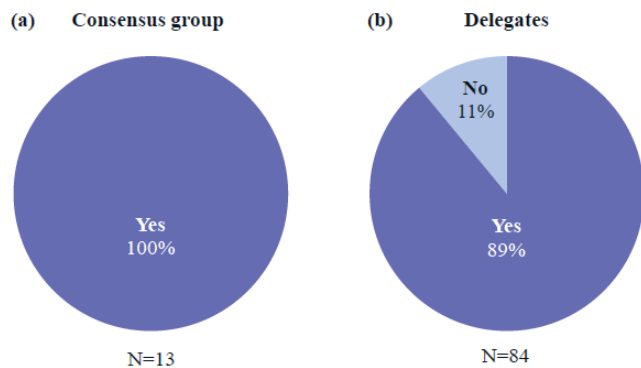 (a) Consensus group
(b) Delegates
Yes
100%
No
11%
Yes
89%
N=13
N=84